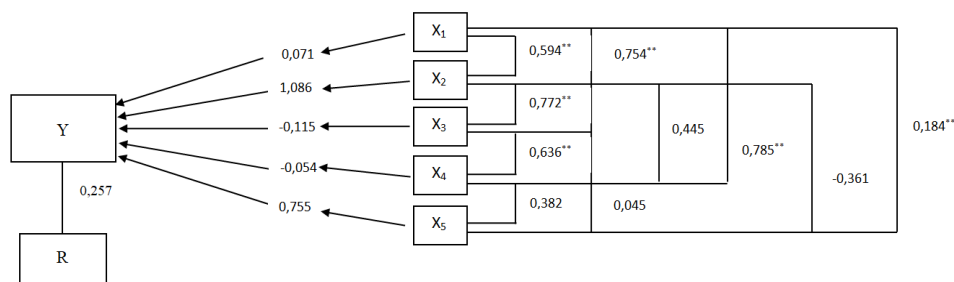 X₁
0,071
0,594**
0,754**
X₂
1,086
0,772**
Y
-0,115
X₃
0,445
0,184**
0,636**
0,785**
-0,054
X₄
-0,361
0,257
0,755
0,382
0,045
X₅
R